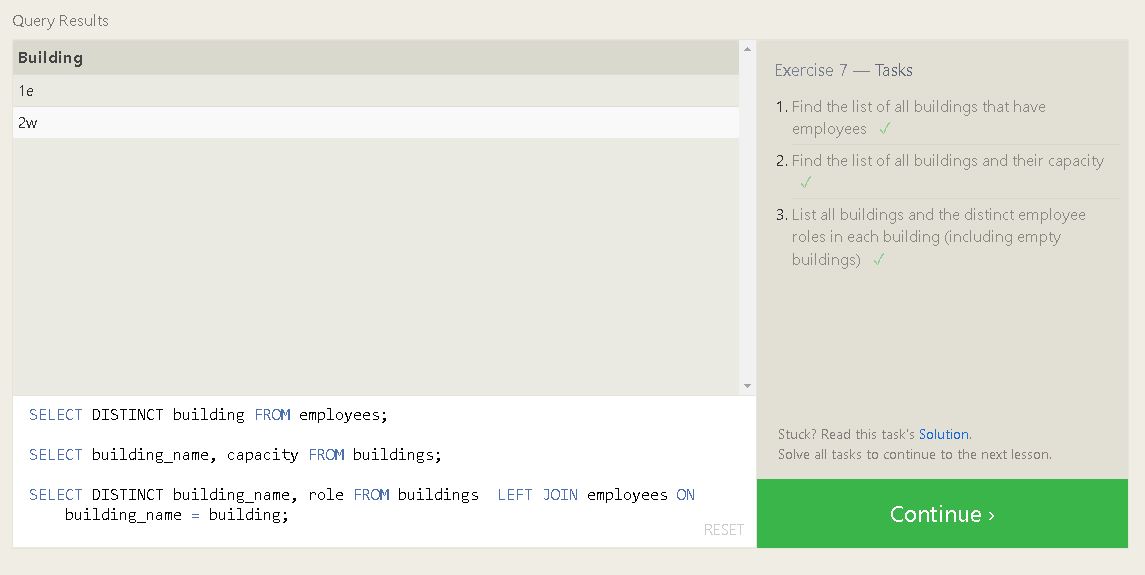 Query Results
Building
1e
2w
SELECT DISTINCT building FROM employees;
SELECT building_name, capacity FROM buildings;
SELECT DISTINCT building_name, role FROM buildings  LEFT JOIN employees ON
building_name = building;
RESET
Exercise 7 — Tasks
1. Find the list of all buildings that have
employees ✓
2. Find the list of all buildings and their capacity
✓
3. List all buildings and the distinct employee
roles in each building (including empty
buildings) ✓
Stuck? Read this task's Solution.
Solve all tasks to continue to the next lesson.
Continue ›